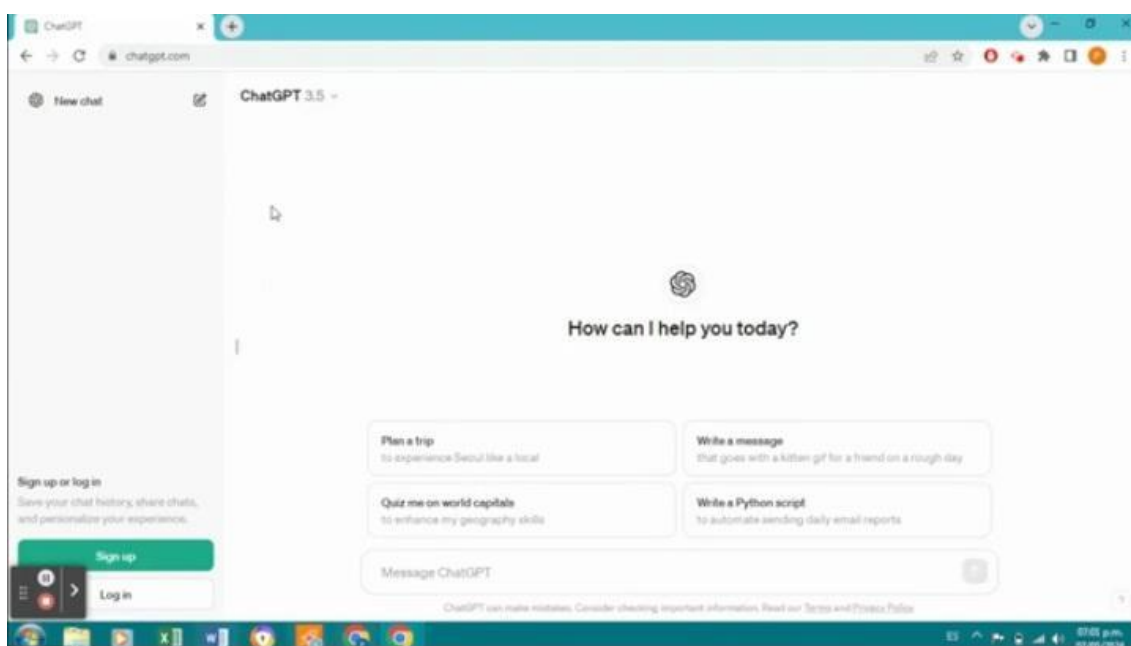 ChatGPT
chatgpt.com
New chat
ChatGPT 3.5
How can I help you today?
Plan a trip
to experience Seoul like a local
Write a message
that goes with a kitten gif for a friend on a rough day
Quiz me on world capitals
to enhance my geography skills
Write a Python script
to automate sending daily email reports
Sign up or log in
Save your chat history, share chats,
and personalize your experience.
Sign up
Log in
Message ChatGPT
ChatGPT can make mistakes. Consider checking important information. Read our Terms and Privacy Policy
ES
07:01 p.m.